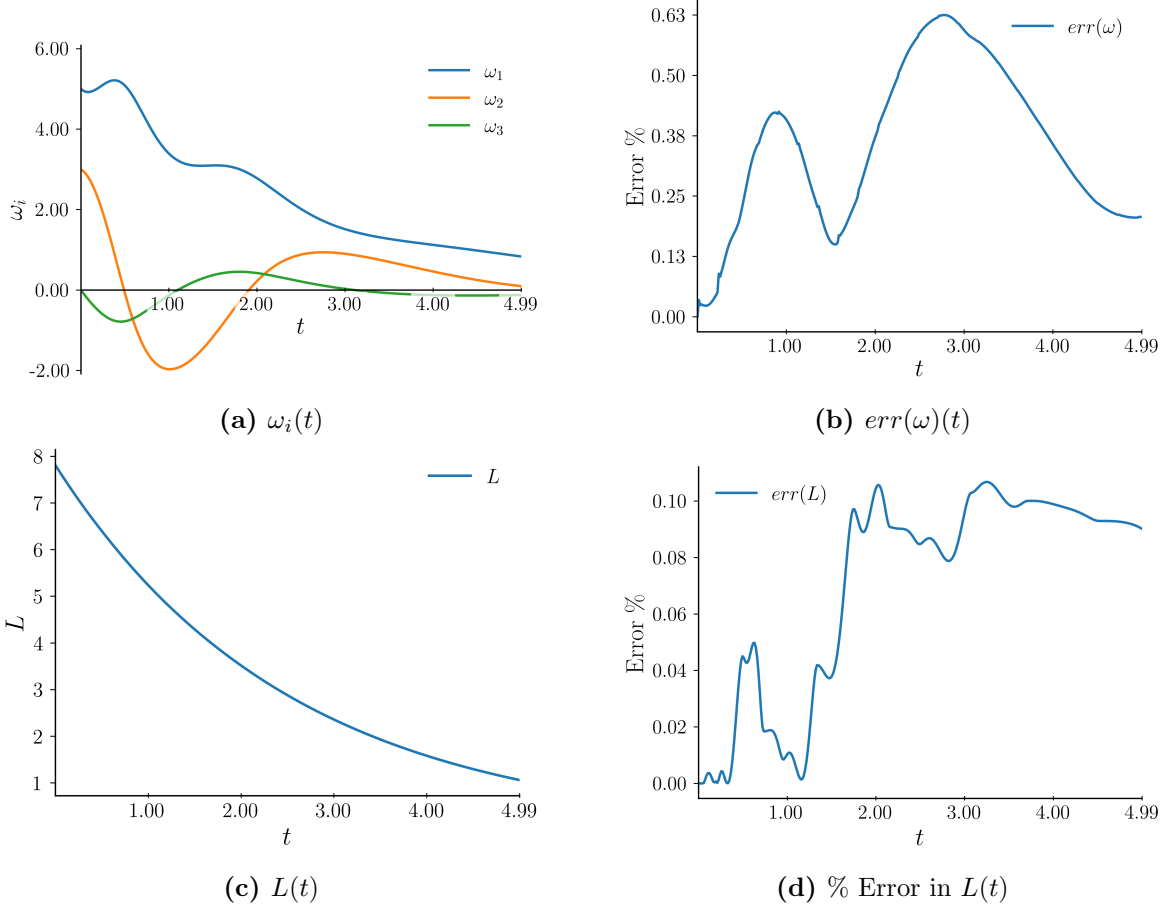 6.00
4.00
2.00
0.00
-2.00
ωᵢ
1.00
2.00
3.00
4.00
4.99
t
ω₁
ω₂
ω₃
(a) ωᵢ(t)
0.63
0.50
0.38
0.25
0.13
0.00
Error %
1.00
2.00
3.00
4.00
4.99
t
err(ω)
(b) err(ω)(t)
8
7
6
5
4
3
2
1
L
1.00
2.00
3.00
4.00
4.99
t
L
(c) L(t)
0.10
0.08
0.06
0.04
0.02
0.00
Error %
1.00
2.00
3.00
4.00
4.99
t
err(L)
(d) % Error in L(t)